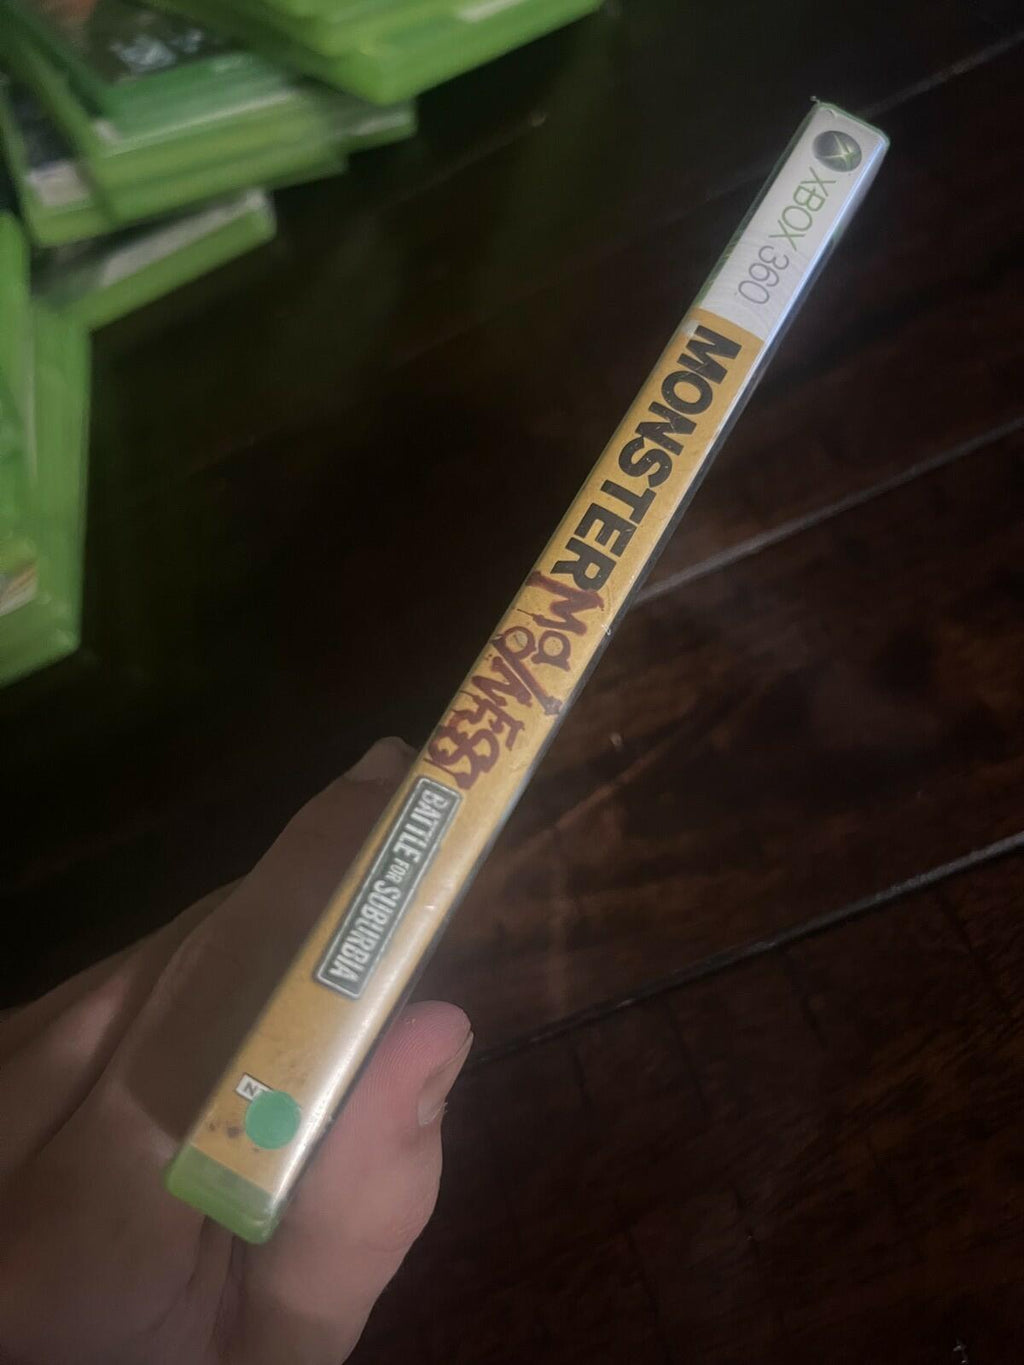 XBOX 360
MONSTER
MADNESS
BATTLE FOR SUBURBIA